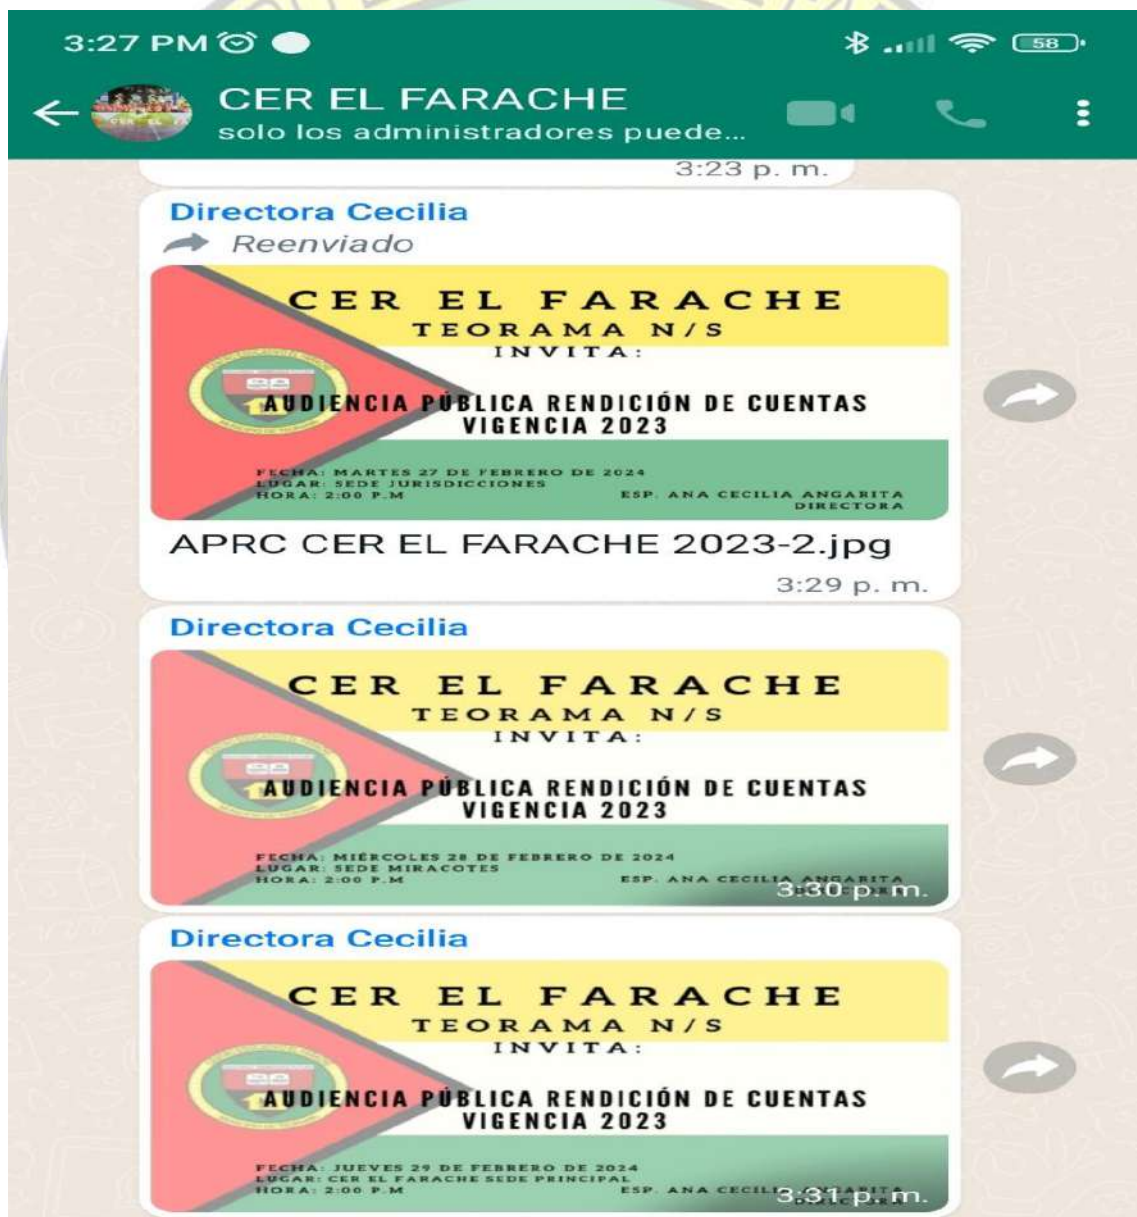 3:27 PM
58
CER EL FARACHE
solo los administradores puede...
3:23 p. m.
Directora Cecilia
Reenviado
CER EL FARACHE
TEORAMA N/S
INVITA:
AUDIENCIA PÚBLICA RENDICIÓN DE CUENTAS
VIGENCIA 2023
FECHA: MARTES 27 DE FEBRERO DE 2024
LUGAR: SEDE JURISDICCIONES
HORA: 2:00 P.M
ESP. ANA CECILIA ANGARITA
DIRECTORA
APRC CER EL FARACHE 2023-2.jpg
3:29 p. m.
Directora Cecilia
CER EL FARACHE
TEORAMA N/S
INVITA:
AUDIENCIA PÚBLICA RENDICIÓN DE CUENTAS
VIGENCIA 2023
FECHA: MIÉRCOLES 28 DE FEBRERO DE 2024
LUGAR: SEDE MIRACOTES
HORA: 2:00 P.M
ESP. ANA CECILIA ANGARITA
3:30 p. m.
Directora Cecilia
CER EL FARACHE
TEORAMA N/S
INVITA:
AUDIENCIA PÚBLICA RENDICIÓN DE CUENTAS
VIGENCIA 2023
FECHA: JUEVES 29 DE FEBRERO DE 2024
LUGAR: CER EL FARACHE SEDE PRINCIPAL
HORA: 2:00 P.M
ESP. ANA CECILIA ANGARITA
3:31 p. m.